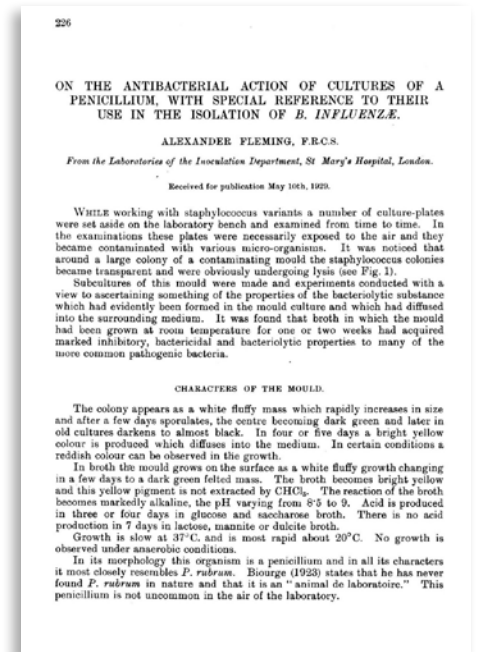 226
ON THE ANTIBACTERIAL ACTION OF CULTURES OF A
PENICILLIUM, WITH SPECIAL REFERENCE TO THEIR
USE IN THE ISOLATION OF B. INFLUENZÆ.
ALEXANDER FLEMING, F.R.C.S.
From the Laboratories of the Inoculation Department, St Mary's Hospital, London.
Received for publication May 10th, 1929.
WHILE working with staphylococcus variants a number of culture-plates
were set aside on the laboratory bench and examined from time to time. In
the examinations these plates were necessarily exposed to the air and they
became contaminated with various micro-organisms. It was noticed that
around a large colony of a contaminating mould the staphylococcus colonies
became transparent and were obviously undergoing lysis (see Fig. 1).
Subcultures of this mould were made and experiments conducted with a
view to ascertaining something of the properties of the bacteriolytic substance
which had evidently been formed in the mould culture and which had diffused
into the surrounding medium. It was found that broth in which the mould
had been grown at room temperature for one or two weeks had acquired
marked inhibitory, bactericidal and bacteriolytic properties to many of the
more common pathogenic bacteria.
CHARACTERS OF THE MOULD.
The colony appears as a white fluffy mass which rapidly increases in size
and after a few days sporulates, the centre becoming dark green and later in
old cultures darkens to almost black. In four or five days a bright yellow
colour is produced which diffuses into the medium. In certain conditions a
reddish colour can be observed in the growth.
In broth the mould grows on the surface as a white fluffy growth changing
in a few days to a dark green felted mass. The broth becomes bright yellow
and this yellow pigment is not extracted by CHCl₃. The reaction of the broth
becomes markedly alkaline, the pH varying from 8·5 to 9. Acid is produced
in three or four days in glucose and saccharose broth. There is no acid
production in 7 days in lactose, mannite or dulcite broth.
Growth is slow at 37°C. and is most rapid about 20°C. No growth is
observed under anaerobic conditions.
In its morphology this organism is a penicillium and in all its characters
it most closely resembles P. rubrum. Biourge (1923) states that he has never
found P. rubrum in nature and that it is an "animal de laboratoire." This
penicillium is not uncommon in the air of the laboratory.